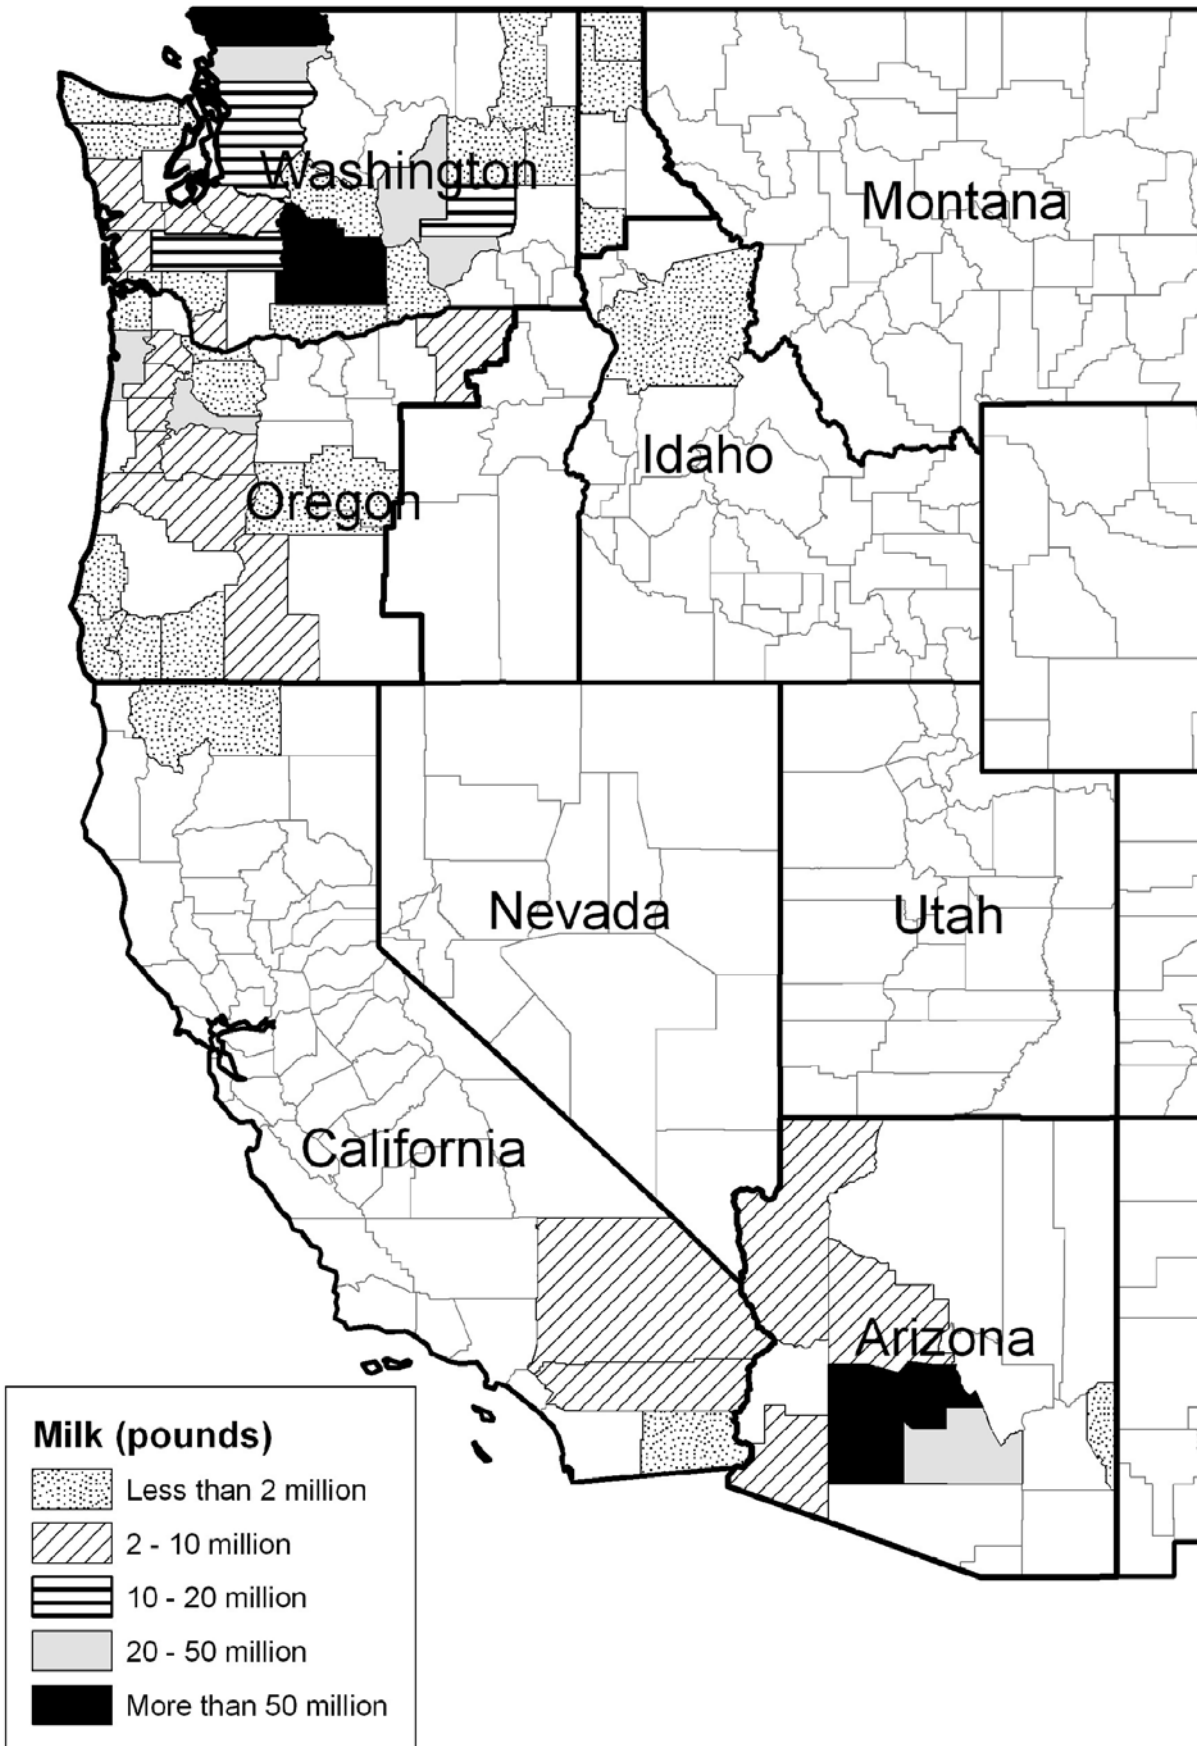 Washington
Montana
Idaho
Oregon
Nevada
Utah
California
Arizona
Milk (pounds)
Less than 2 million
2 - 10 million
10 - 20 million
20 - 50 million
More than 50 million